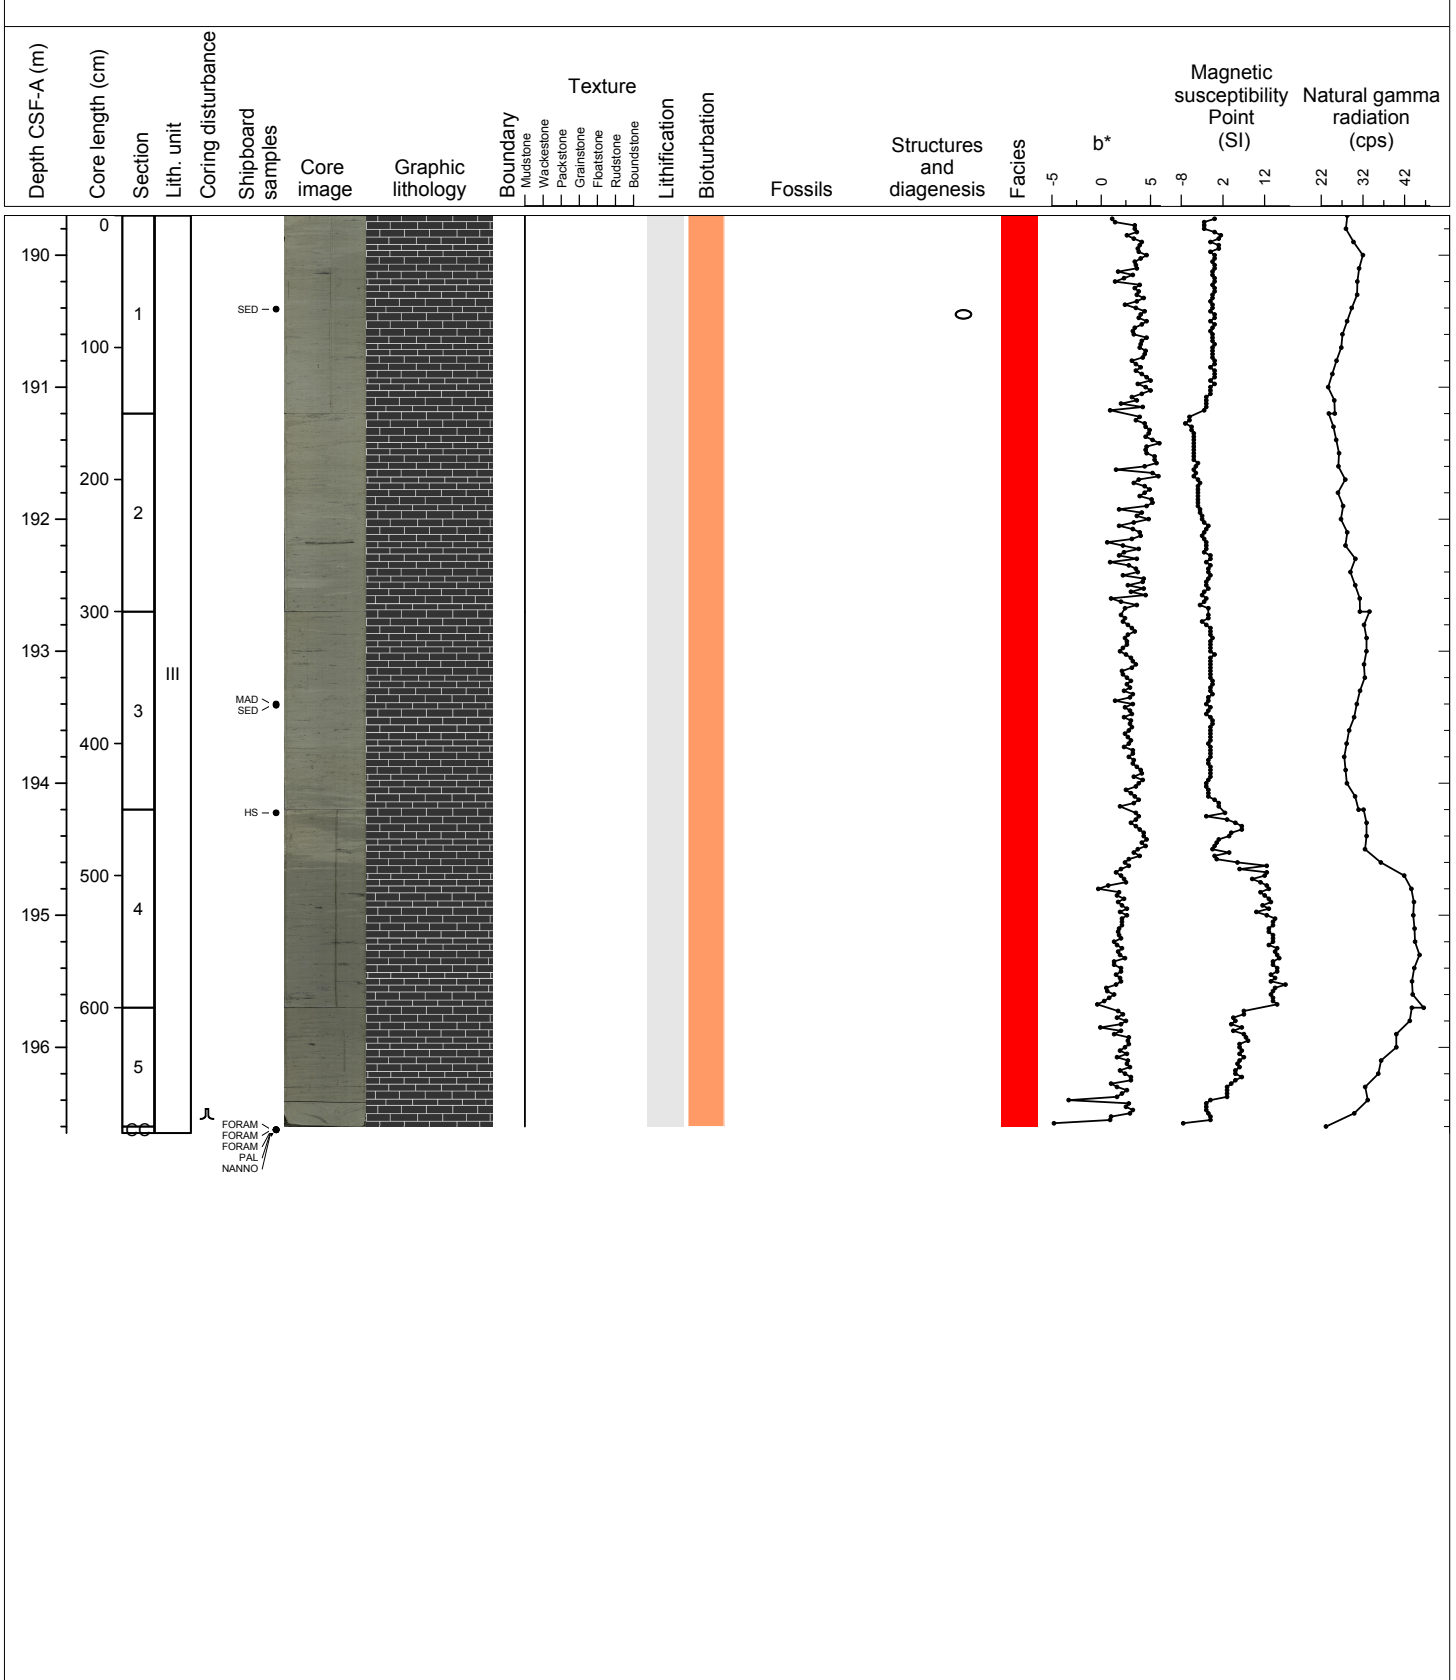 Depth CSF-A (m)
Core length (cm)
Section
Lith. unit
Coring disturbance
Shipboard
samples
Core
image
Graphic
lithology
Boundary
Texture
Mudstone
Wackestone
Packstone
Grainstone
Floatstone
Rudstone
Boundstone
Lithification
Bioturbation
Fossils
Structures
and
diagenesis
Facies
b*
-5
0
5
Magnetic
susceptibility
Point
(SI)
-8
2
12
Natural gamma
radiation
(cps)
22
32
42
0
190
1
SED
100
191
200
2
192
300
193
III
MAD
3
SED
400
194
HS
500
4
195
600
196
5
CC
FORAM
FORAM
FORAM
PAL
NANNO